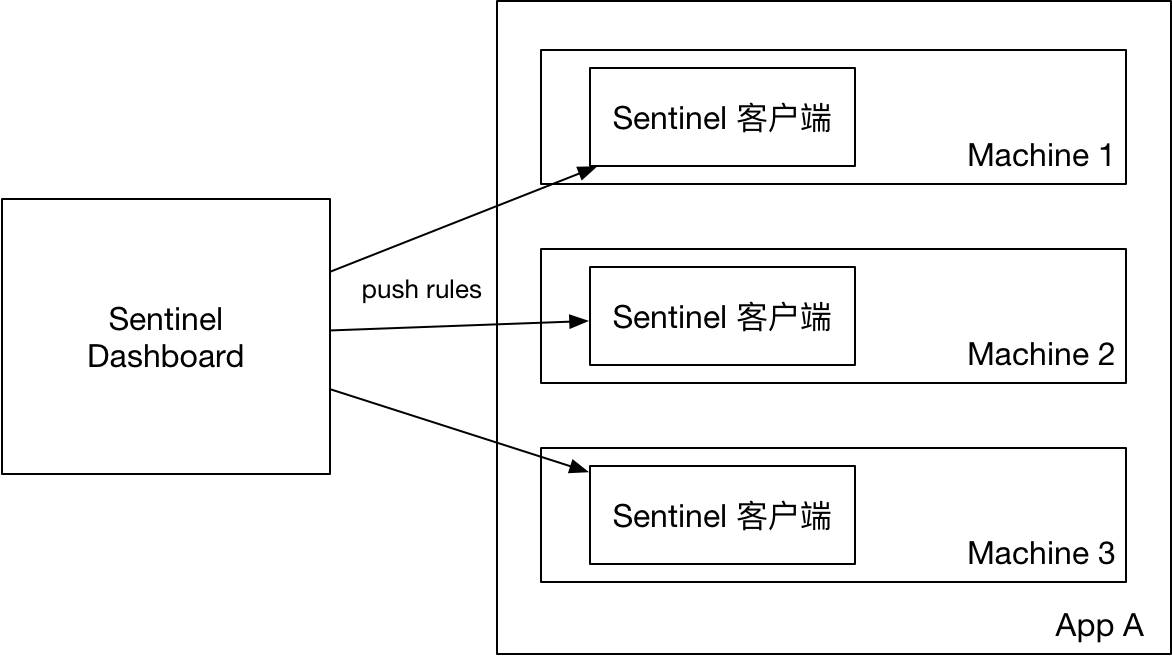 Sentinel 客户端
Machine 1
push rules
Sentinel
Dashboard
Sentinel 客户端
Machine 2
Sentinel 客户端
Machine 3
App A